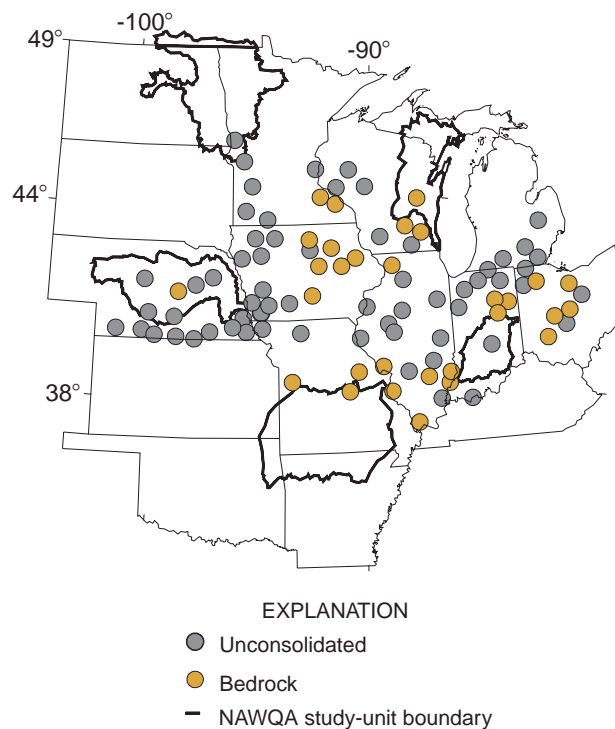 -100°
49°
-90°
44°
38°
EXPLANATION
Unconsolidated
Bedrock
NAWQA study-unit boundary